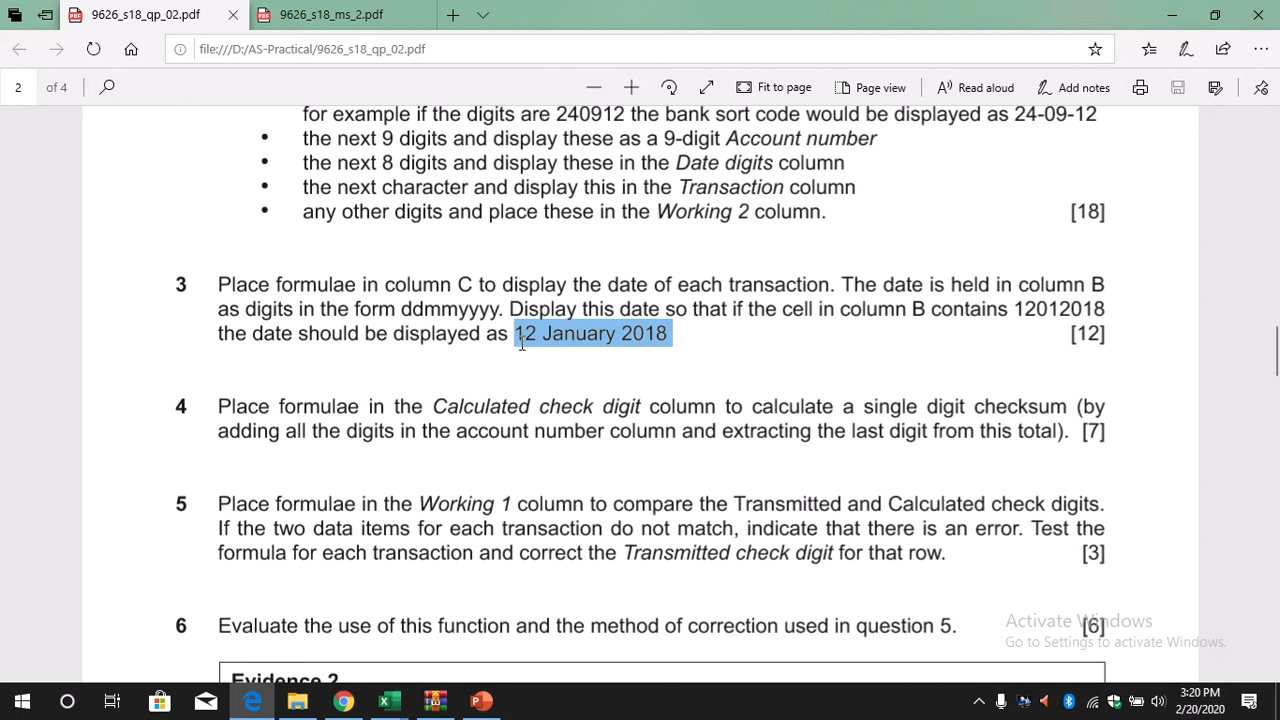 9626_s18_qp_02.pdf
9626_s18_ms_2.pdf
file:///D:/AS-Practical/9626_s18_qp_02.pdf
2 of 4
Fit to page
Page view
Read aloud
Add notes
for example if the digits are 240912 the bank sort code would be displayed as 24-09-12
• the next 9 digits and display these as a 9-digit Account number
• the next 8 digits and display these in the Date digits column
• the next character and display this in the Transaction column
• any other digits and place these in the Working 2 column. [18]
3 Place formulae in column C to display the date of each transaction. The date is held in column B
as digits in the form ddmmyyyy. Display this date so that if the cell in column B contains 12012018
the date should be displayed as 12 January 2018 [12]
4 Place formulae in the Calculated check digit column to calculate a single digit checksum (by
adding all the digits in the account number column and extracting the last digit from this total). [7]
5 Place formulae in the Working 1 column to compare the Transmitted and Calculated check digits.
If the two data items for each transaction do not match, indicate that there is an error. Test the
formula for each transaction and correct the Transmitted check digit for that row. [3]
6 Evaluate the use of this function and the method of correction used in question 5. [6]
Activate Windows
Go to Settings to activate Windows.
Evidence 2
3:20 PM
2/20/2020